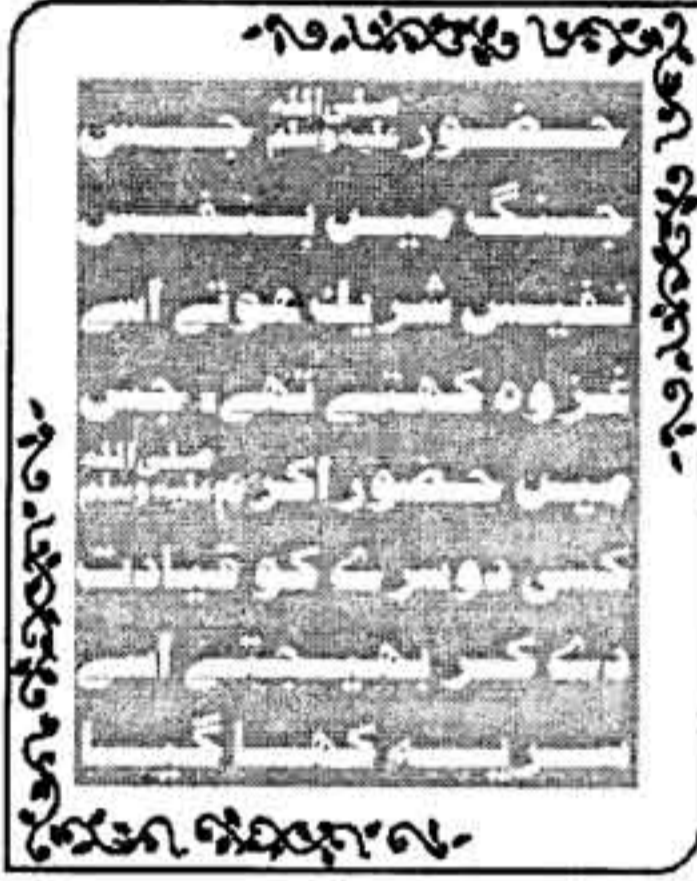 حضور صلی اللہ علیہ وسلم جس
جنگ میں بنفس
نفیس شریک ہوتے اسے
غزوہ کہتے تھے۔ جس
میں حضور اکرم صلی اللہ علیہ وسلم
کسی دوسرے کو قیادت
دے کر بھیجتے اسے
سریہ کہا گیا